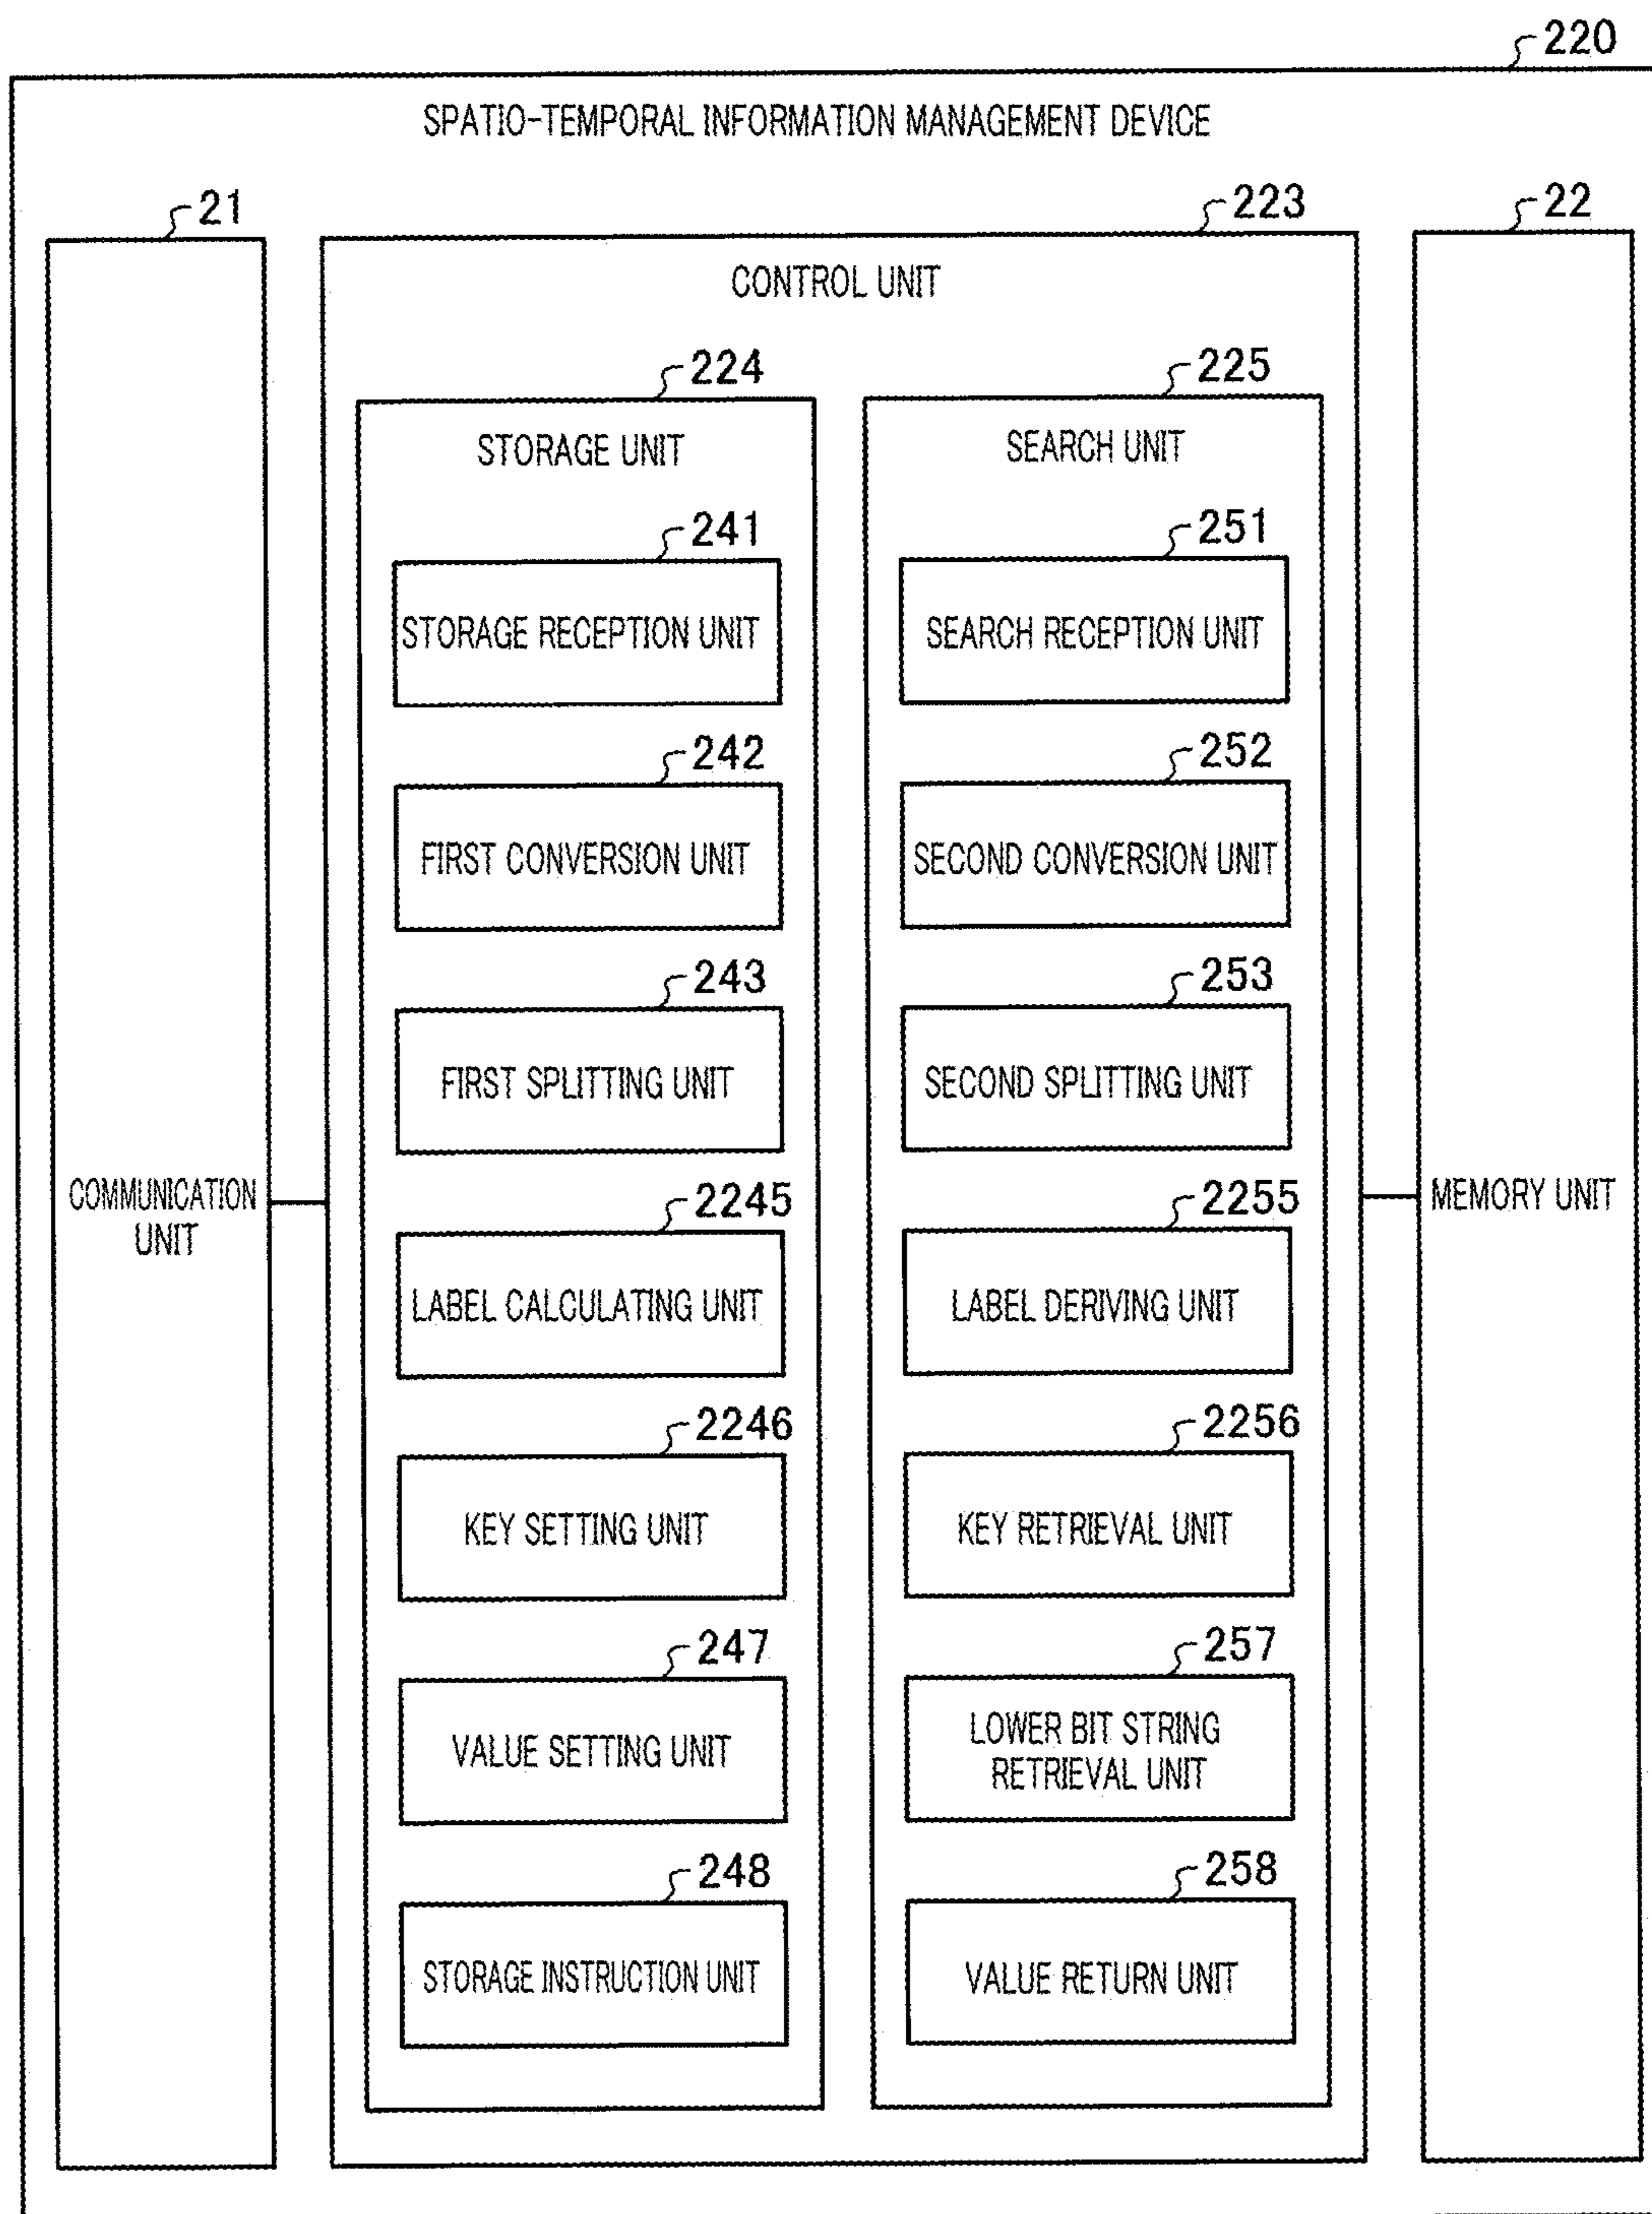 220
SPATIO-TEMPORAL INFORMATION MANAGEMENT DEVICE
21
223
22
CONTROL UNIT
224
225
STORAGE UNIT
SEARCH UNIT
241
251
STORAGE RECEPTION UNIT
SEARCH RECEPTION UNIT
242
252
FIRST CONVERSION UNIT
SECOND CONVERSION UNIT
243
253
FIRST SPLITTING UNIT
SECOND SPLITTING UNIT
COMMUNICATION
UNIT
MEMORY UNIT
2245
2255
LABEL CALCULATING UNIT
LABEL DERIVING UNIT
2246
2256
KEY SETTING UNIT
KEY RETRIEVAL UNIT
247
257
VALUE SETTING UNIT
LOWER BIT STRING
RETRIEVAL UNIT
248
258
STORAGE INSTRUCTION UNIT
VALUE RETURN UNIT